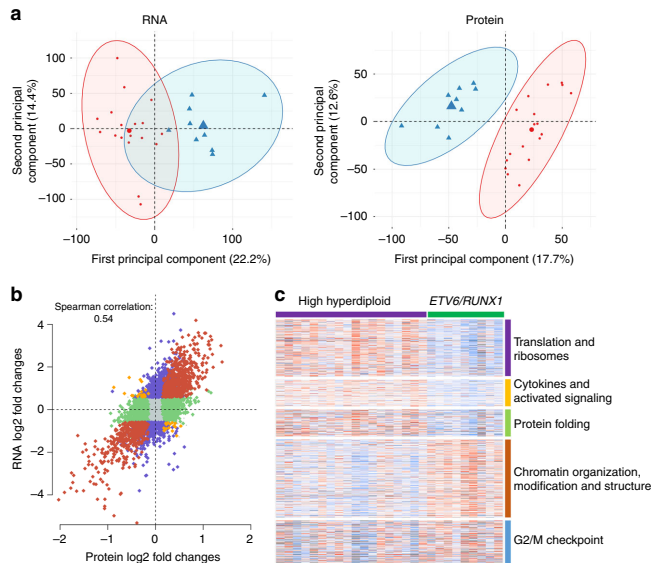 a
RNA
Protein
Second principal
component (14.4%)
100
50
0
−50
−100
−100
0
100
First principal component (22.2%)
Second principal
component (12.6%)
100
50
0
−50
−100
−100
−50
0
50
First principal component (17.7%)
b
Spearman correlation:
0.54
RNA log2 fold changes
4
2
0
−2
−4
−2
−1
0
1
2
Protein log2 fold changes
c
High hyperdiploid
ETV6/RUNX1
Translation and
ribosomes
Cytokines and
activated signaling
Protein folding
Chromatin organization,
modification and structure
G2/M checkpoint